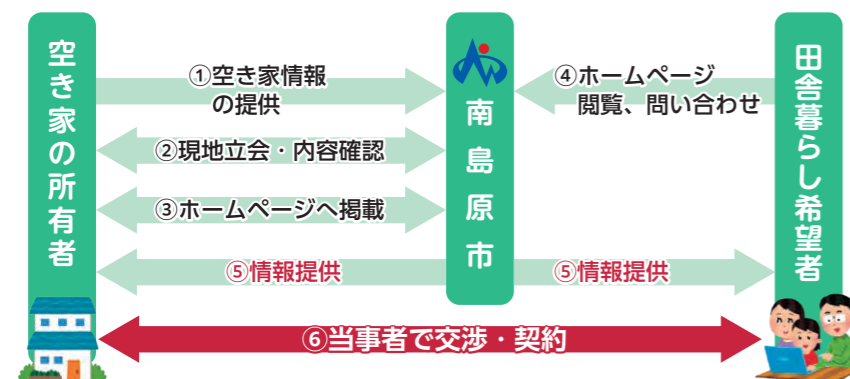 空き家の所有者
①空き家情報
の提供
②現地立会・内容確認
③ホームページへ掲載
⑤情報提供
南島原市
④ホームページ
閲覧、問い合わせ
⑤情報提供
田舎暮らし希望者
⑥当事者で交渉・契約